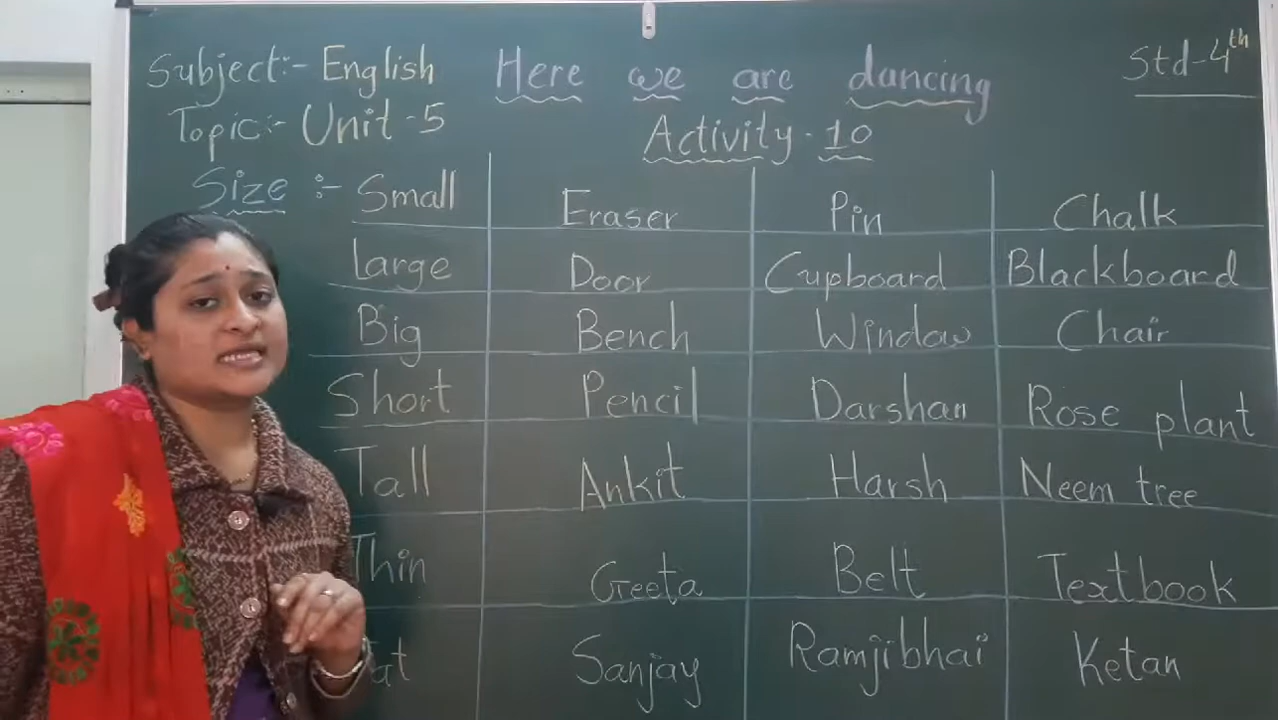 Subject:- English Here we are dancing Std-4th
Topic:- Unit-5 Activity-10
Size :- Small Eraser Pin Chalk
Large Door Cupboard Blackboard
Big Bench Window Chair
Short Pencil Darshan Rose plant
Tall Ankit Harsh Neem tree
Thin Geeta Belt Textbook
at Sanjay Ramjibhai Ketan